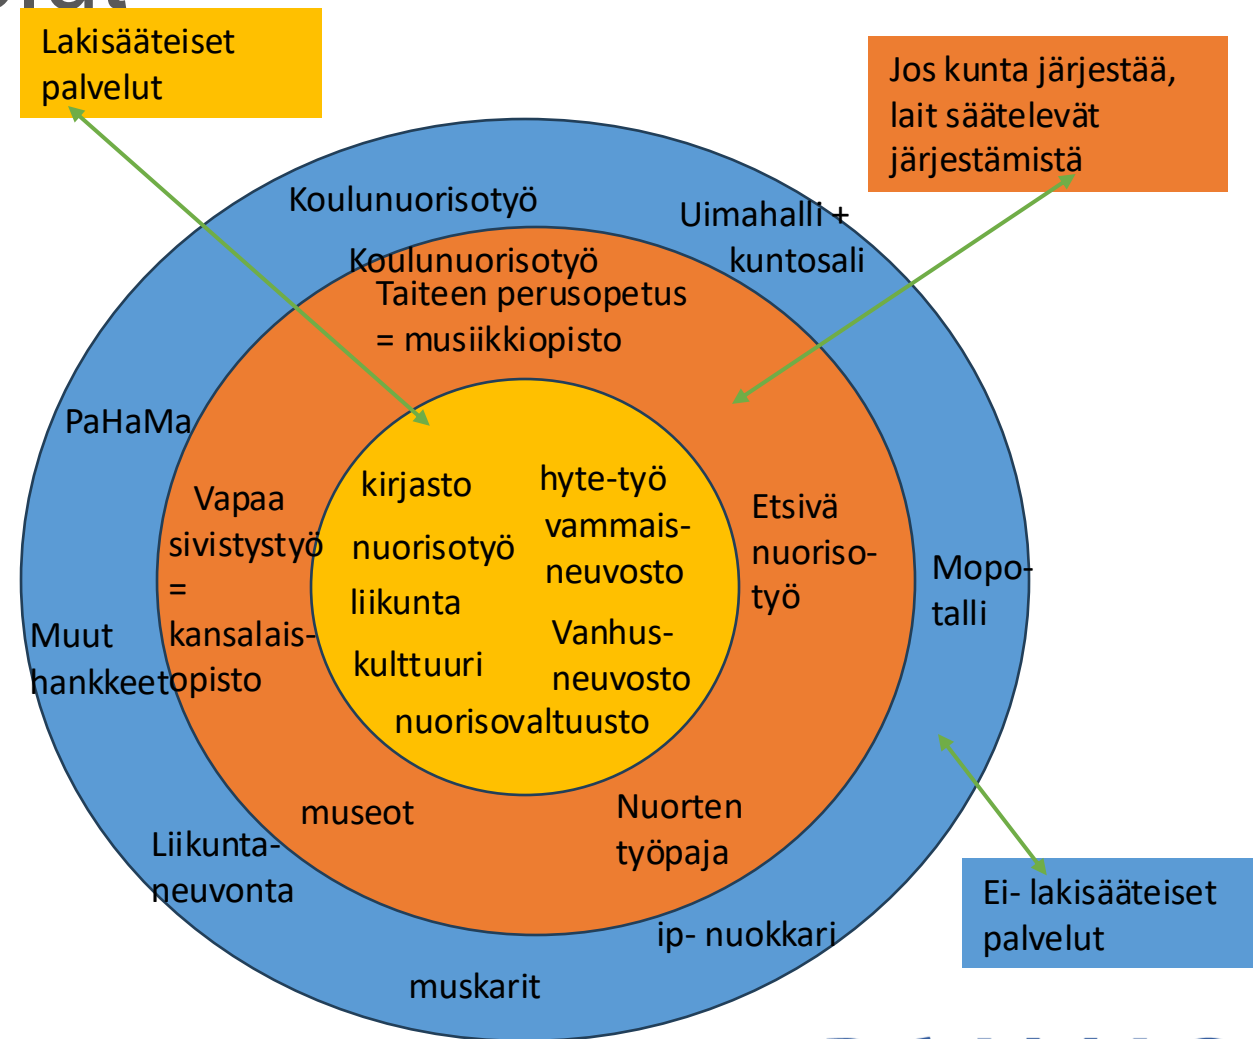 Lakisääteiset
palvelut
Jos kunta järjestää,
lait säätelevät
järjestämistä
Koulunuorisotyö
Uimahalli +
kuntosali
Koulunuorisotyö
Taiteen perusopetus
= musiikkiopisto
PaHaMa
Vapaa
sivistystyö
=
kansalais-
opisto
kirjasto
nuorisotyö
liikunta
kulttuuri
hyte-työ
vammais-
neuvosto
Vanhus-
neuvosto
nuorisovaltuusto
Etsivä
nuoriso-
työ
Mopo-
talli
Muut
hankkeet
museot
Nuorten
työpaja
Liikunta-
neuvonta
ip- nuokkari
muskarit
Ei- lakisääteiset
palvelut